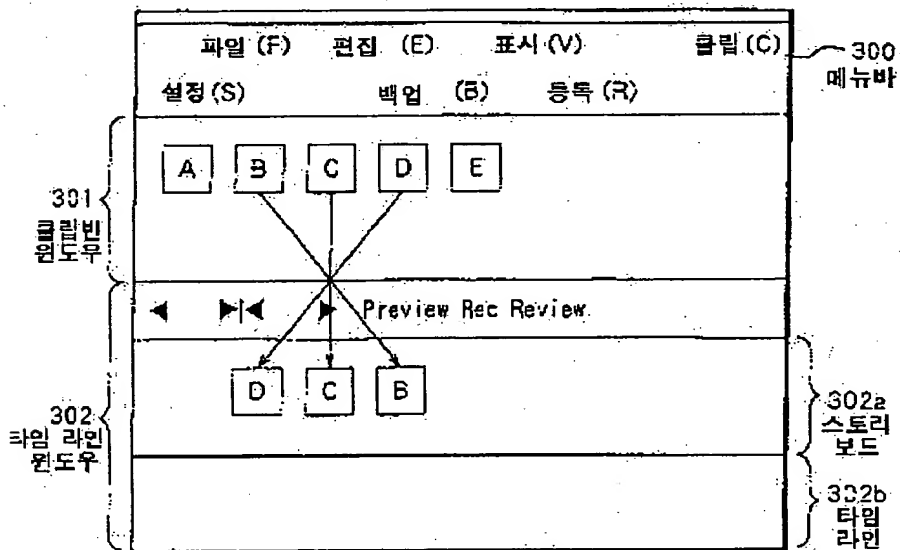 파일 (F) 편집 (E) 표시 (V) 클립 (C)
300
메뉴바
설정 (S) 백업 (B) 등록 (R)
A B C D E
301
클립빈
윈도우
Preview Rec Review
D C B
302
타임 라인
윈도우
302a
스토리
보드
302b
타임
라인